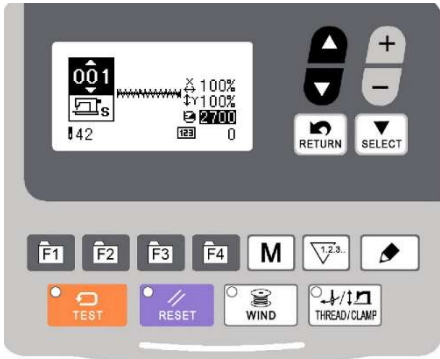 001
X 100%
Y 100%
S
2700
42
123
0
+
-
RETURN
SELECT
F1
F2
F3
F4
M
1.2.3..
TEST
RESET
WIND
THREAD/CLAMP